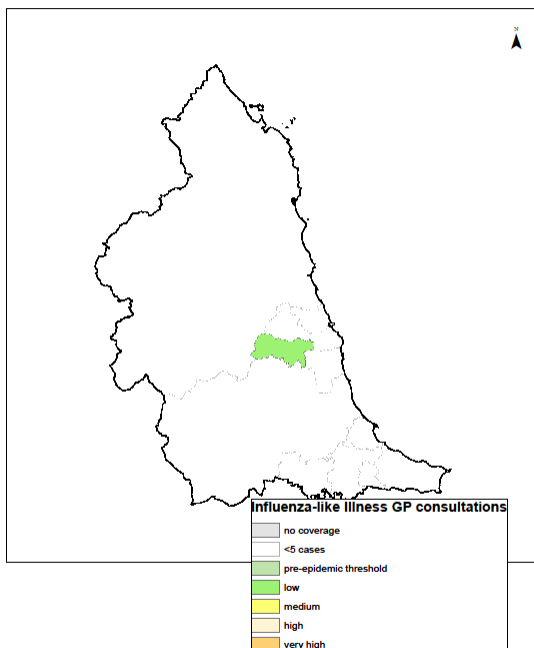 N
Influenza-like Illness GP consultations
no coverage
<5 cases
pre-epidemic threshold
low
medium
high
very high